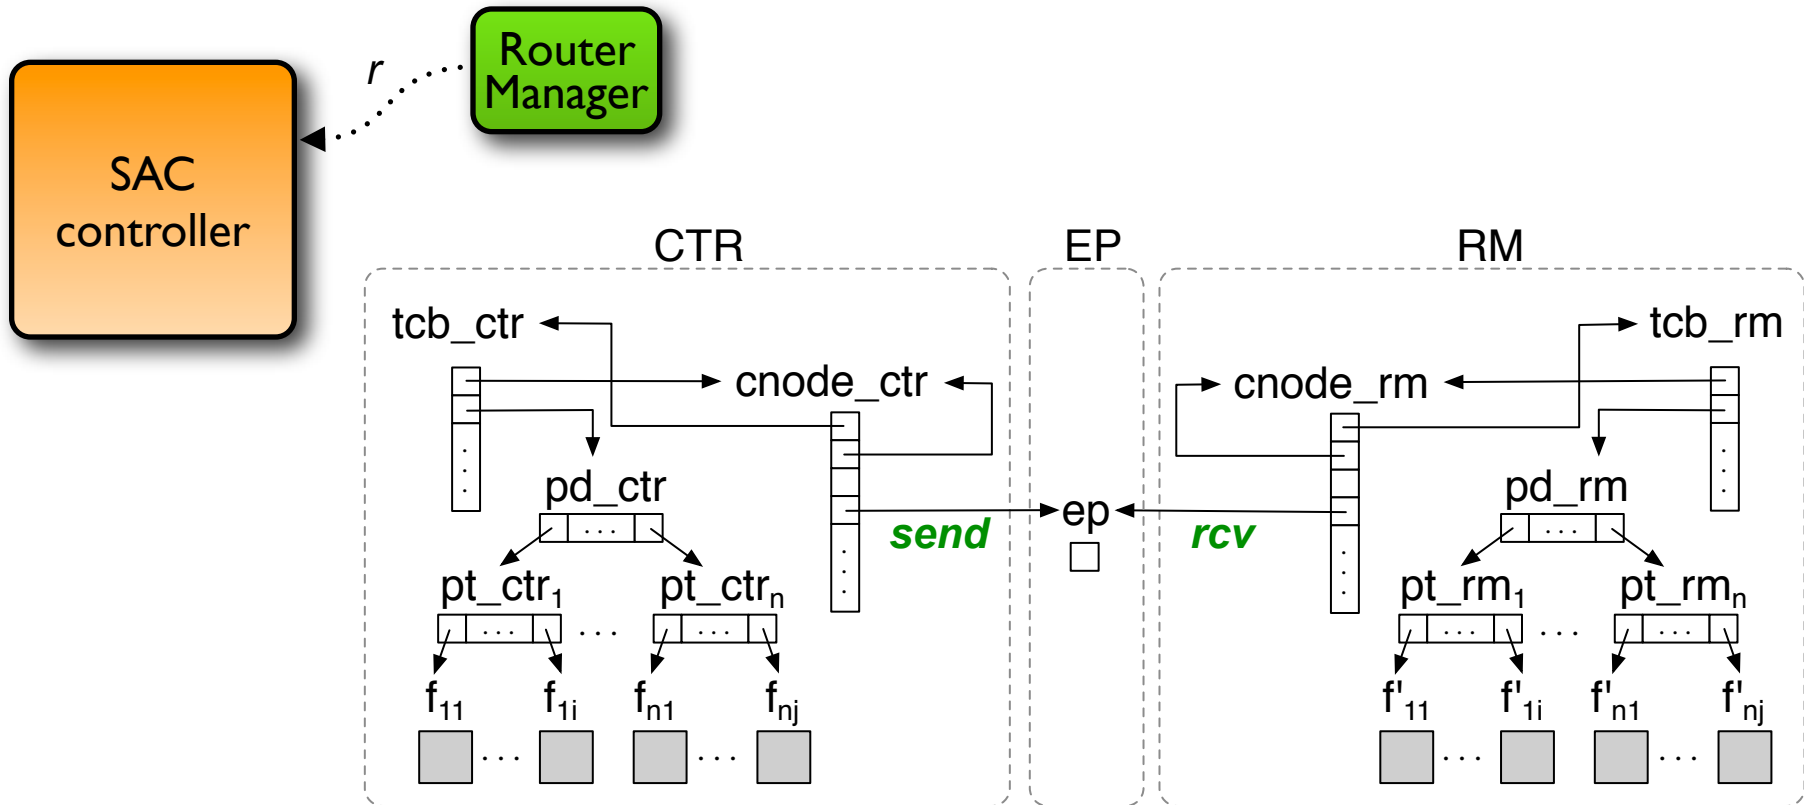 Router
Manager
r
SAC
controller
CTR
EP
RM
tcb_ctr
tcb_rm
cnode_ctr
cnode_rm
pd_ctr
ep
pd_rm
send
rcv
pt_ctr1
pt_ctrn
pt_rm1
pt_rmn
f11
f1i
fn1
fnj
f'11
f'1i
f'n1
f'nj